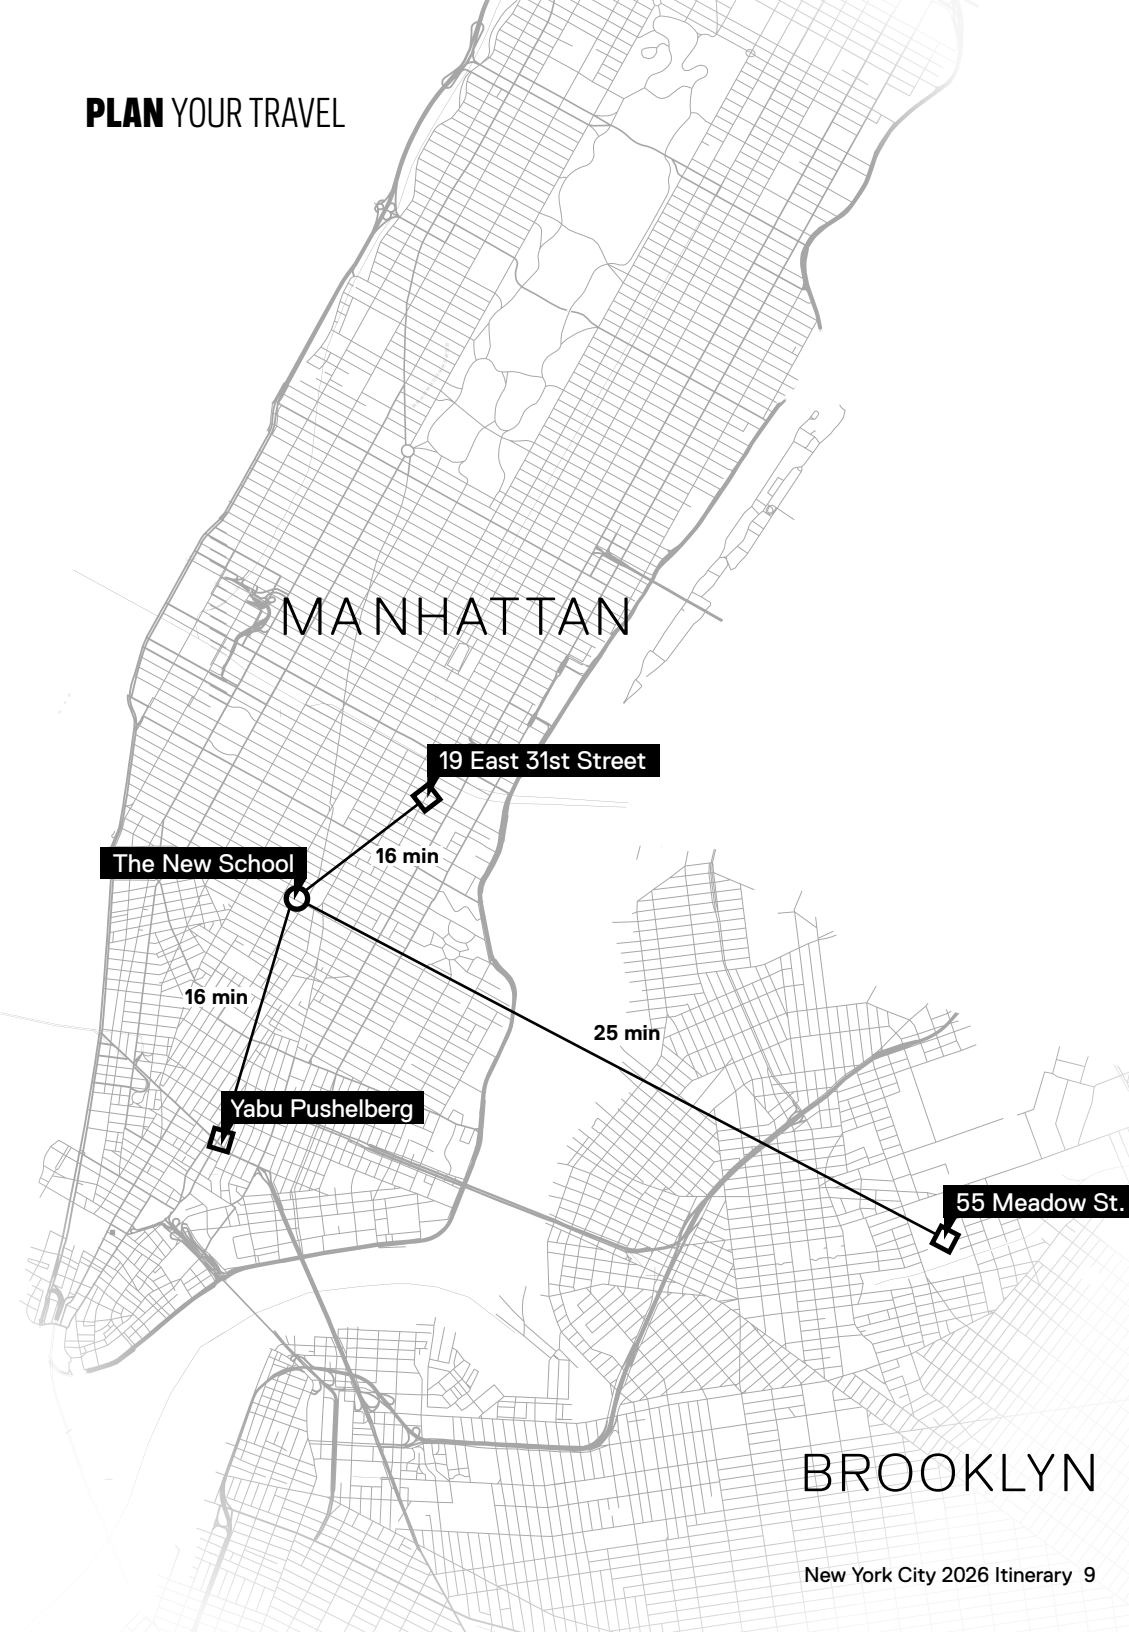 PLAN YOUR TRAVEL
MANHATTAN
19 East 31st Street
16 min
The New School
16 min
25 min
Yabu Pushelberg
55 Meadow St.
BROOKLYN
New York City 2026 Itinerary 9